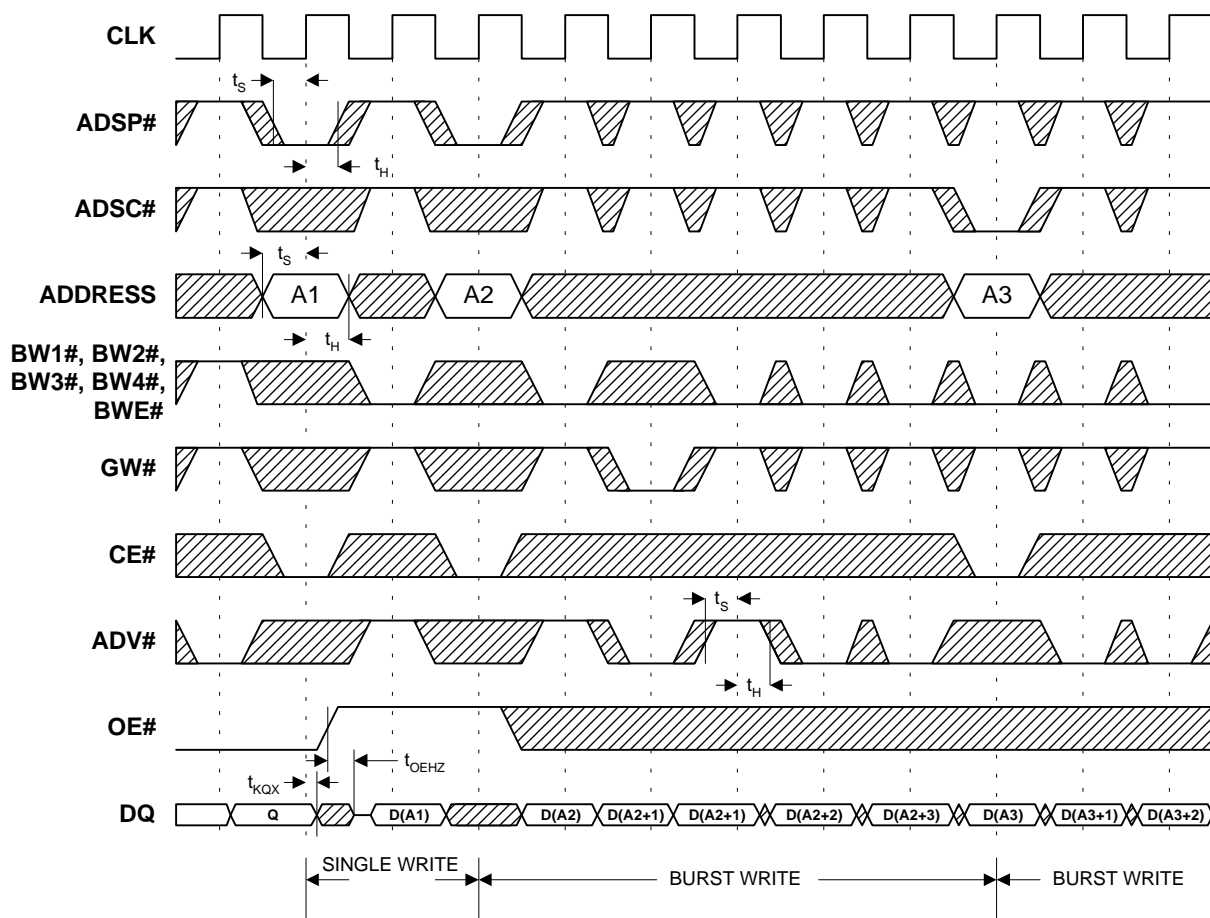 CLK
tS
ADSP#
tH
ADSC#
tS
ADDRESS A1 A2 A3
tH
BW1#, BW2#,
BW3#, BW4#,
BWE#
GW#
CE#
tS
ADV#
tH
OE#
tOEHZ
tKQX
DQ Q D(A1) D(A2) D(A2+1) D(A2+1) D(A2+2) D(A2+3) D(A3) D(A3+1) D(A3+2)
SINGLE WRITE BURST WRITE BURST WRITE